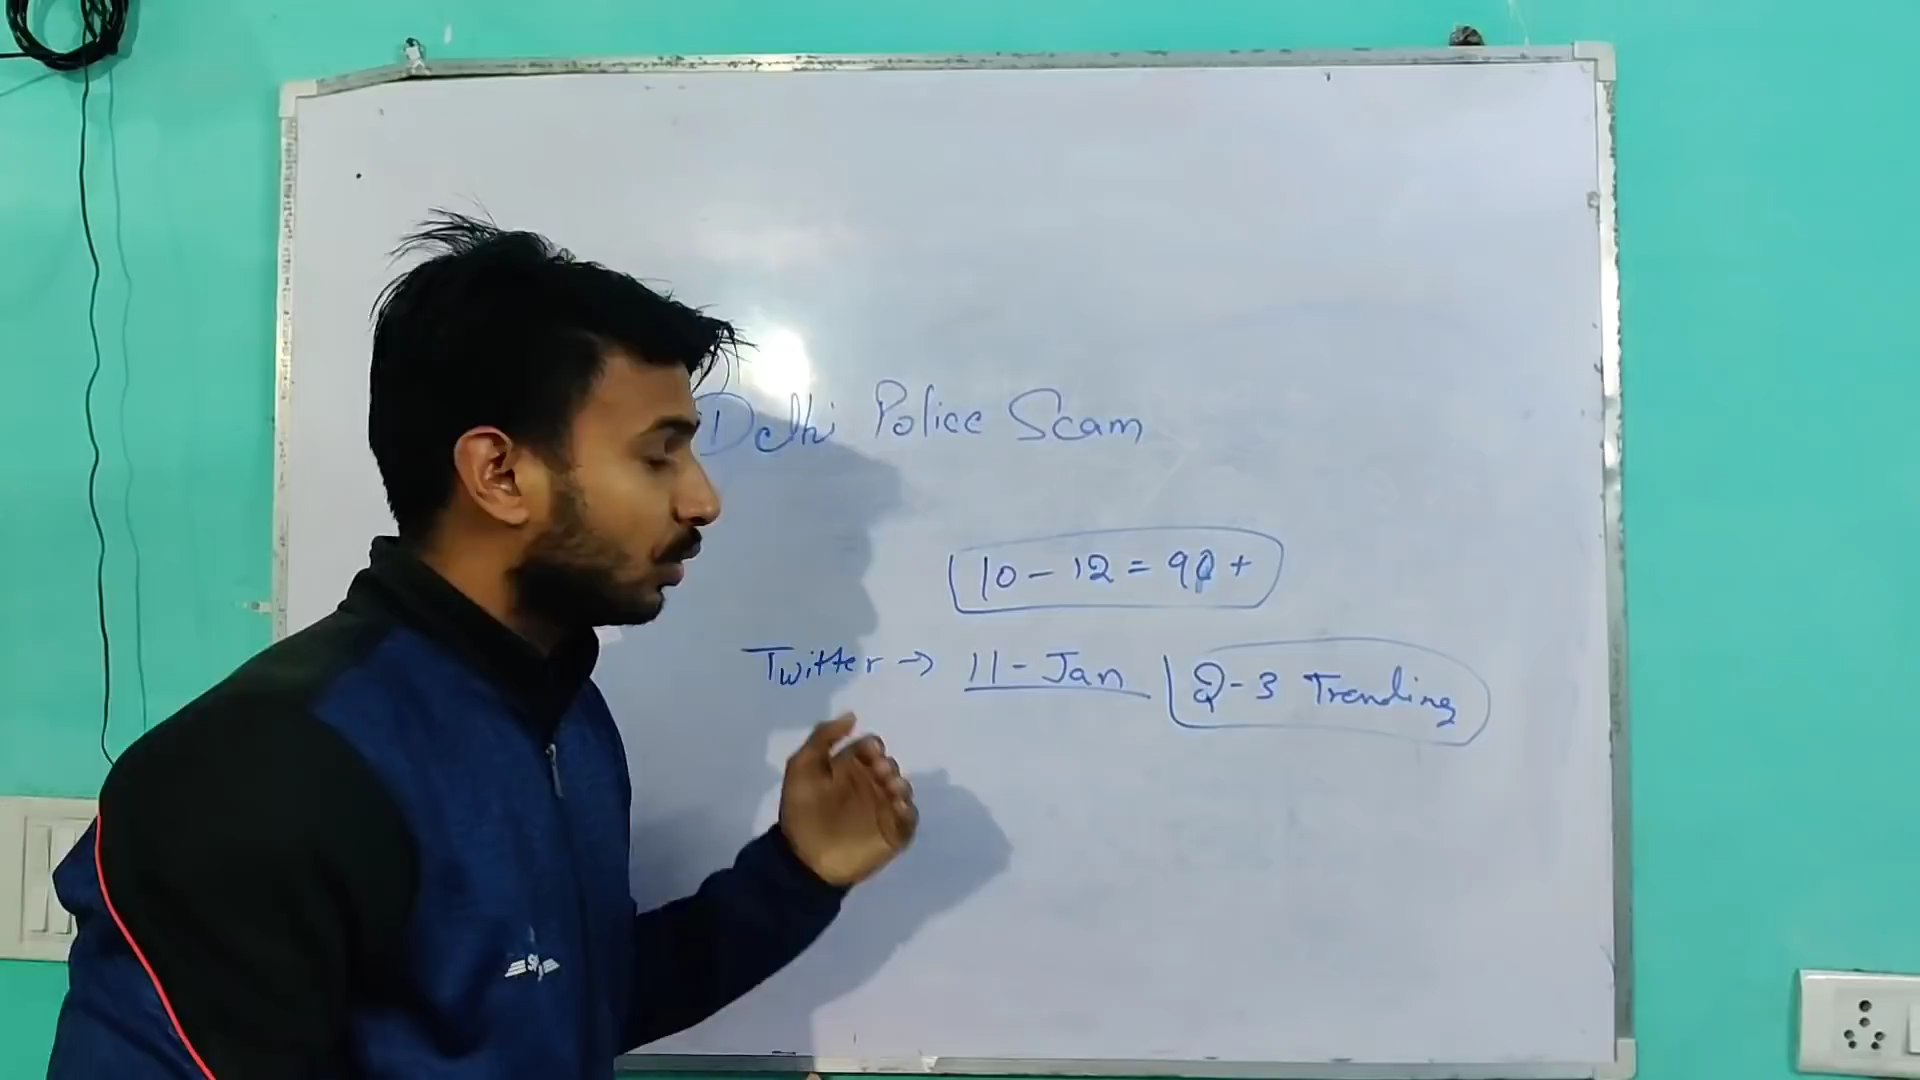 Delhi Police Scam
10 - 12 = 90 +
Twitter → 11 - Jan
2 - 3 Trending